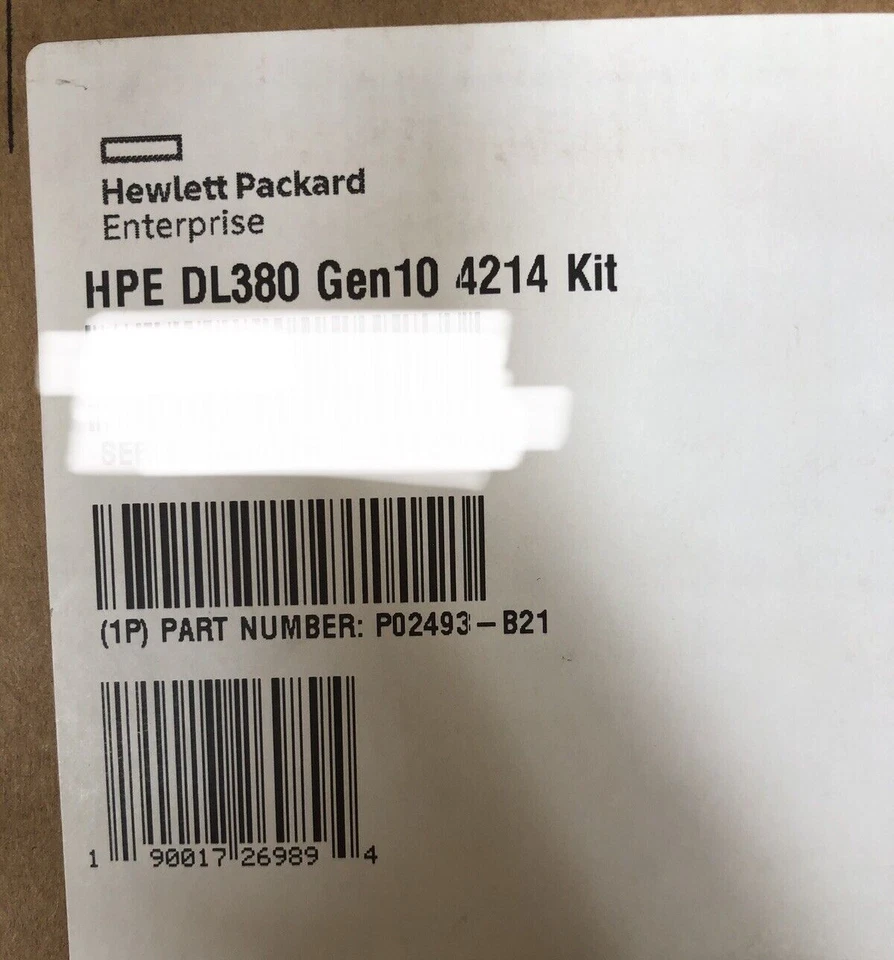 Hewlett Packard
Enterprise
HPE DL380 Gen10 4214 Kit
(1P) PART NUMBER: P02493-B21
1 90017 26989 4